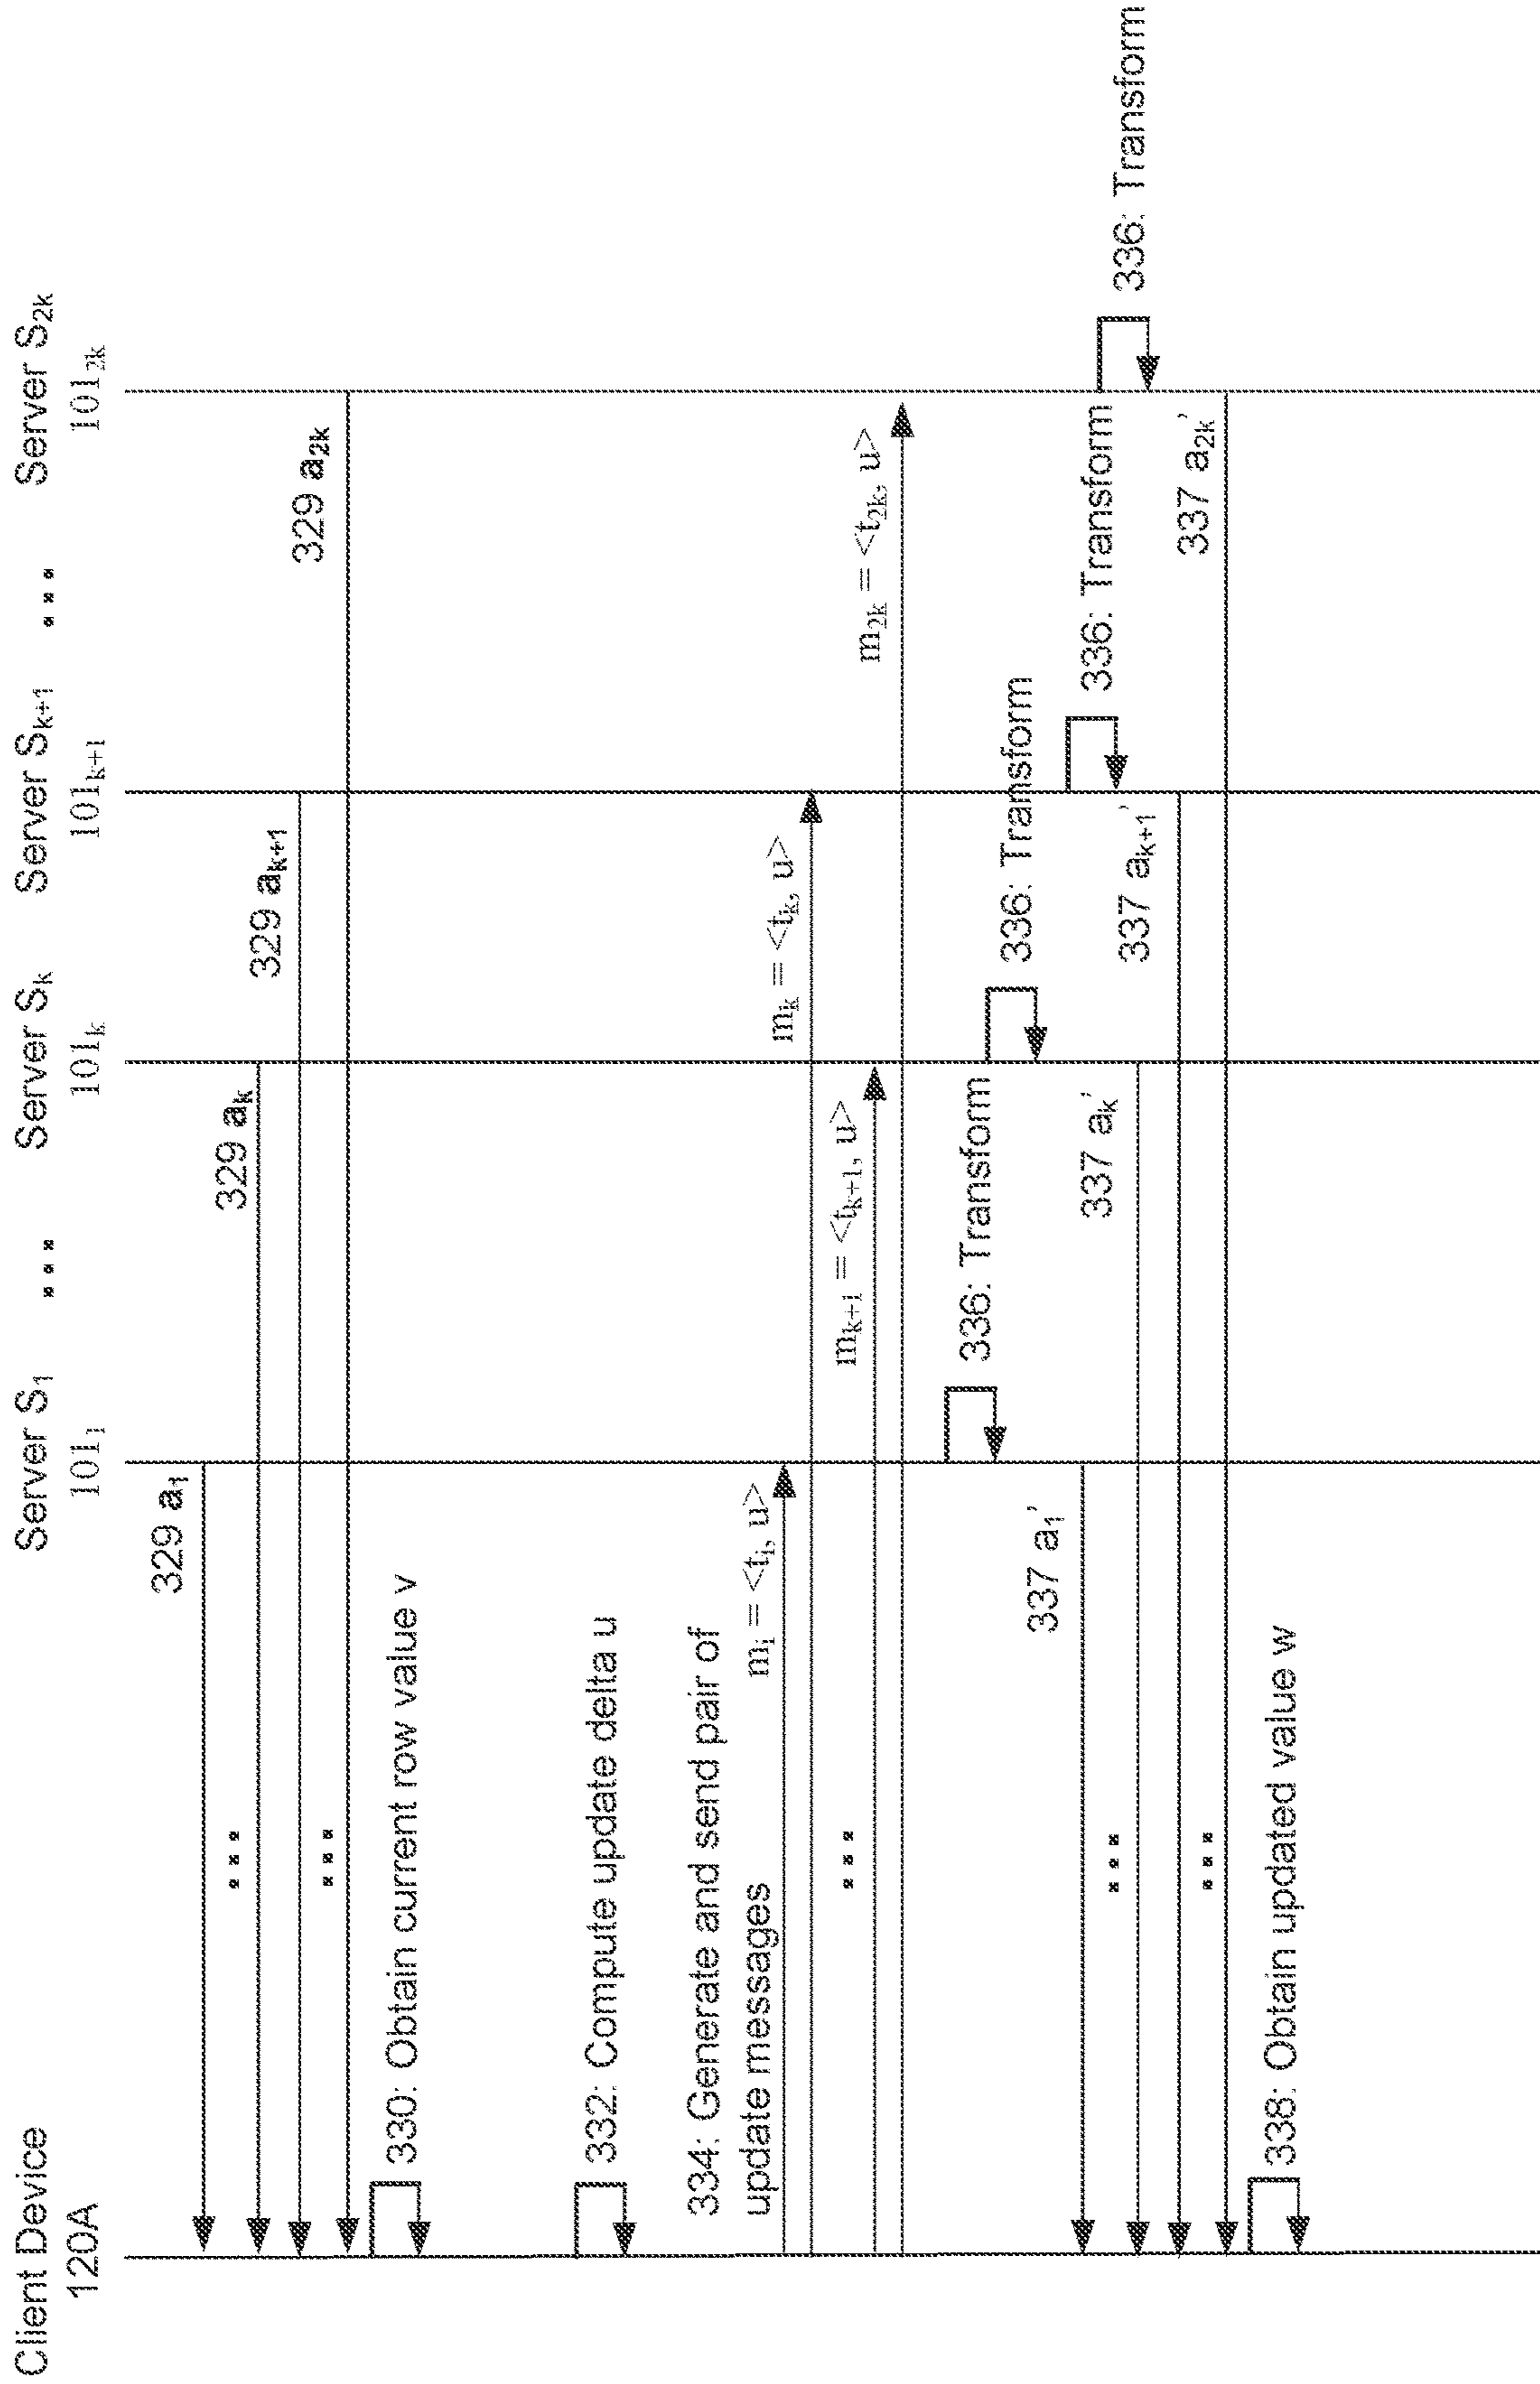 Client Device
120A
Server S₁
101₁
...
Server Sₖ
101ₖ
Server Sₖ₊₁
101ₖ₊₁
...
Server S₂ₖ
101₂ₖ
329 a₁
...
329 aₖ
329 aₖ₊₁
...
329 a₂ₖ
330: Obtain current row value v
332: Compute update delta u
334: Generate and send pair of
update messages
mᵢ = <tᵢ, u>
mₖ = <tₖ, u>
...
mₖ₊₁ = <tₖ₊₁, u>
m₂ₖ = <t₂ₖ, u>
336: Transform
336: Transform
336: Transform
336: Transform
337 a₁'
...
337 aₖ'
337 aₖ₊₁'
...
337 a₂ₖ'
338: Obtain updated value w